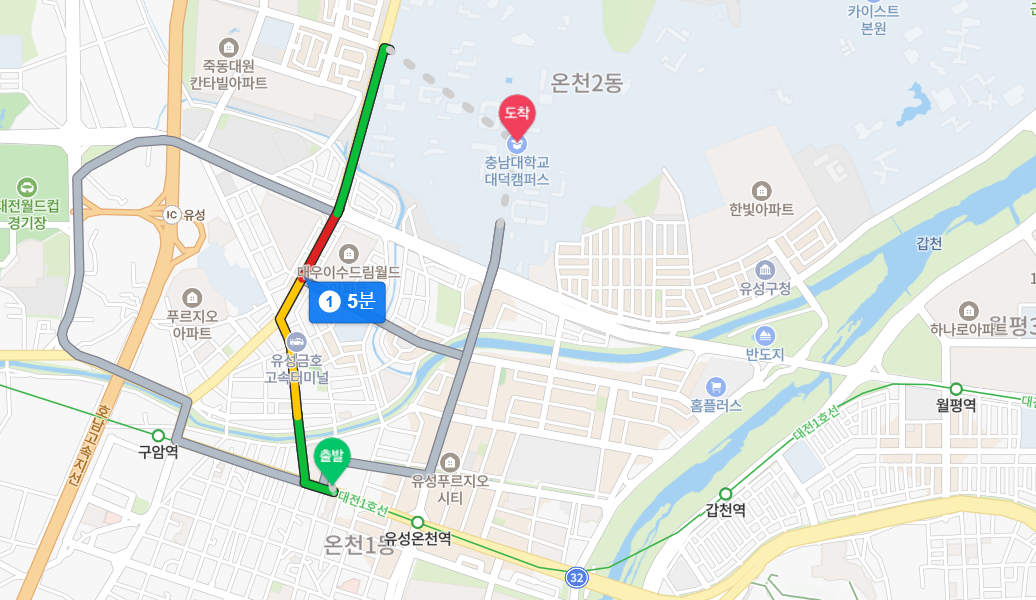 카이스트
본원
죽동대원
칸타빌아파트
온천2동
도착
충남대학교
대덕캠퍼스
대전월드컵
경기장
IC 유성
한빛아파트
갑천
대우이수드림월드
유성구청
1 5분
푸르지오
아파트
하나로아파트
월평3
반도지
유성금호
고속터미널
홈플러스
월평역
대전1호선
호남고속지선
구암역
출발
유성푸르지오
시티
대전1호선
갑천역
유성온천역
온천1동
32